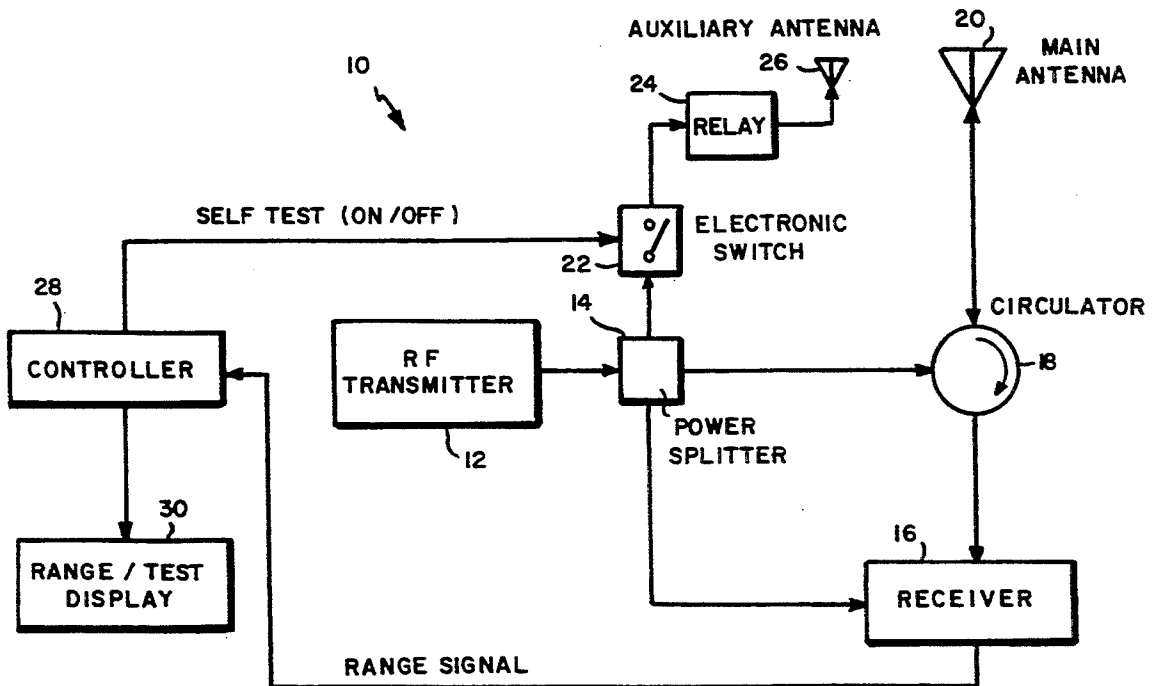 AUXILIARY ANTENNA
20
MAIN
ANTENNA
10
26
24
RELAY
SELF TEST (ON/OFF)
ELECTRONIC
SWITCH
22
28
14
CIRCULATOR
CONTROLLER
RF
TRANSMITTER
18
12
POWER
SPLITTER
30
16
RANGE / TEST
DISPLAY
RECEIVER
RANGE SIGNAL